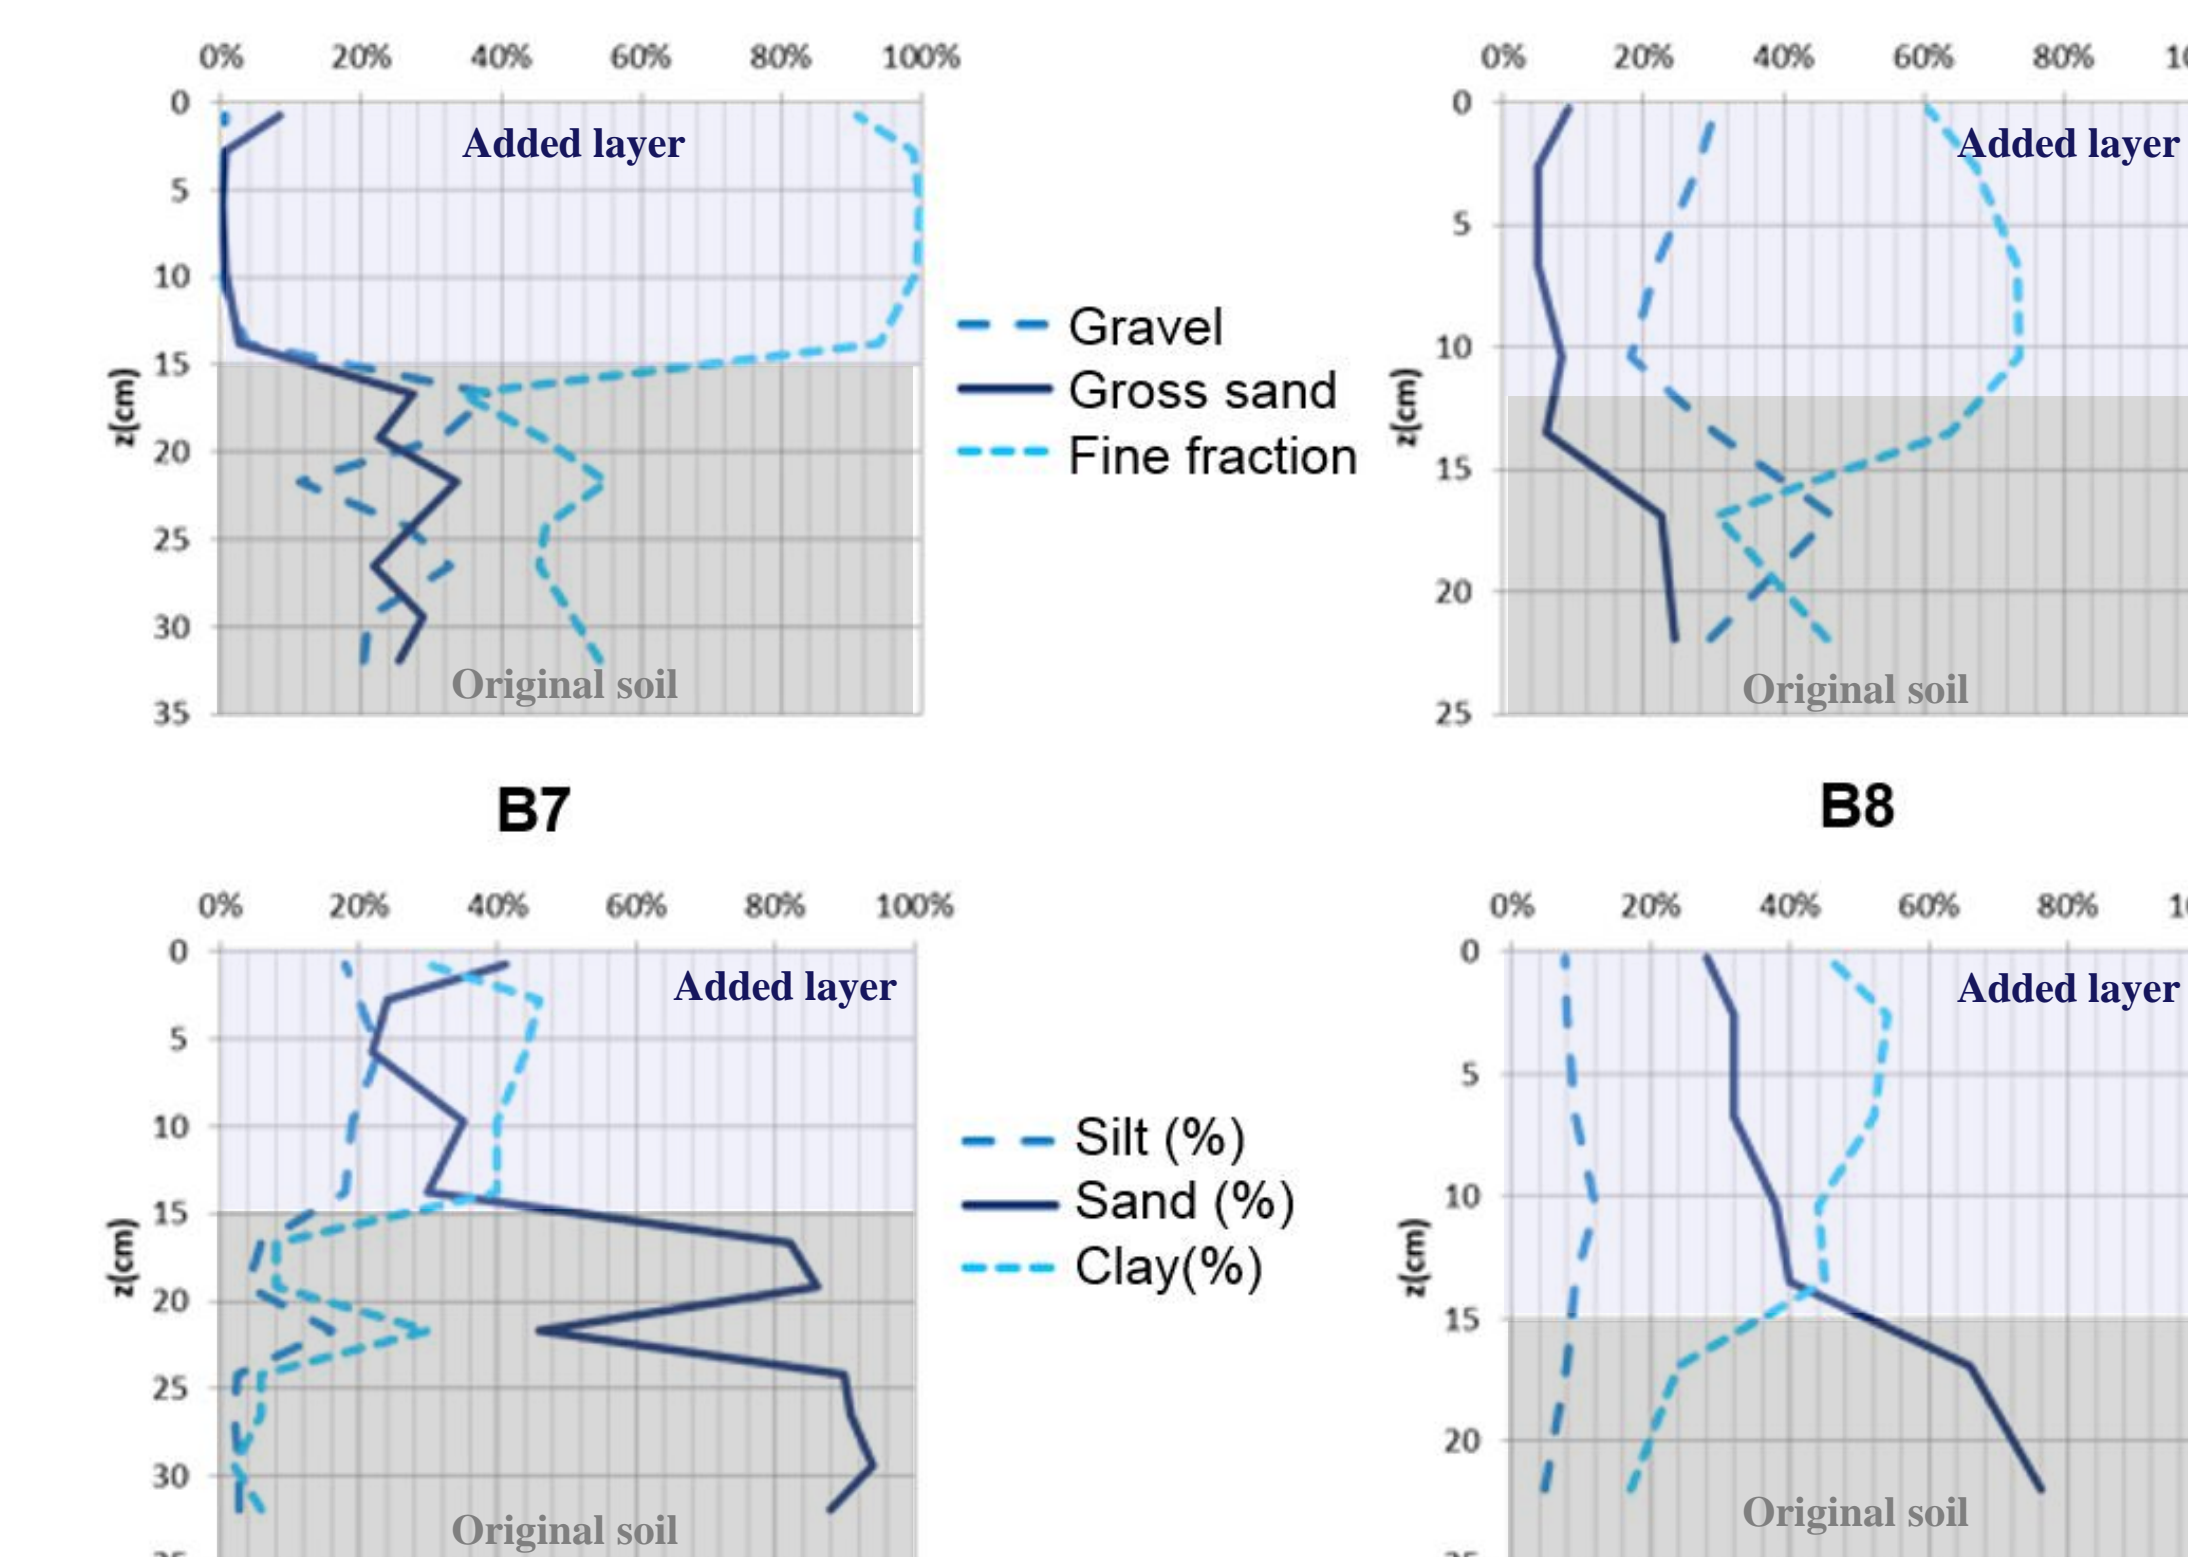 0% 20% 40% 60% 80% 100%
0
5
10
15
20
25
30
35
z(cm)
Added layer
Original soil
Gravel
Gross sand
Fine fraction
0% 20% 40% 60% 80%
0
5
10
15
20
25
z(cm)
Added layer
Original soil
B7
B8
0% 20% 40% 60% 80% 100%
0
5
10
15
20
25
30
z(cm)
Added layer
Original soil
Silt (%)
Sand (%)
Clay(%)
0% 20% 40% 60% 80%
0
5
10
15
20
z(cm)
Added layer
Original soil